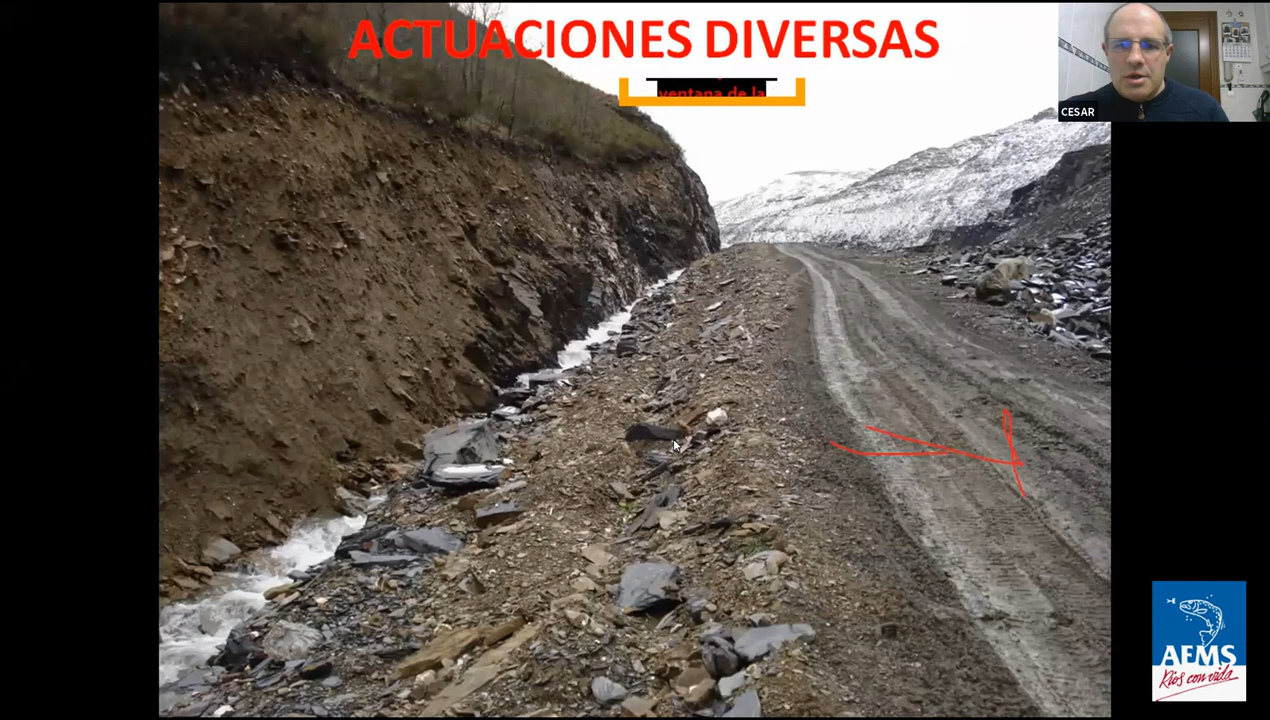 ACTUACIONES DIVERSAS
ventana de la
CESAR
AEMS
Ríos con vida